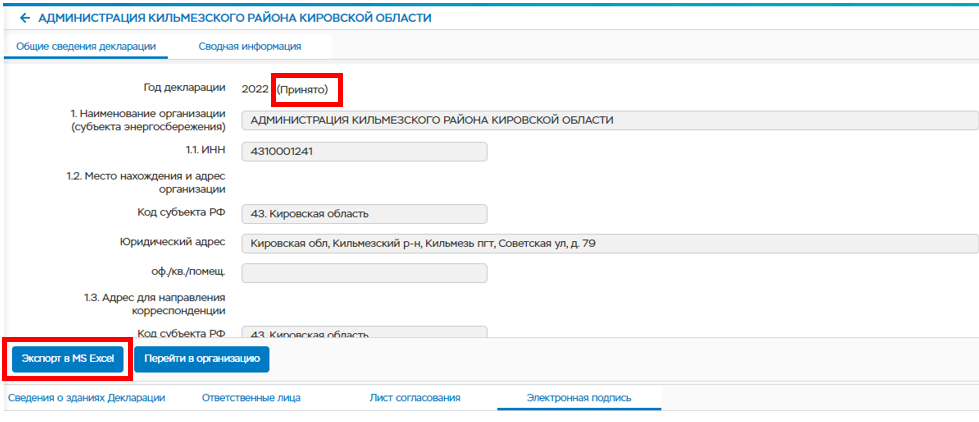 ← АДМИНИСТРАЦИЯ КИЛЬМЕЗСКОГО РАЙОНА КИРОВСКОЙ ОБЛАСТИ
Общие сведения декларации Сводная информация
Год декларации 2022 (Принято)
1. Наименование организации
(субъекта энергосбережения) АДМИНИСТРАЦИЯ КИЛЬМЕЗСКОГО РАЙОНА КИРОВСКОЙ ОБЛАСТИ
1.1. ИНН 4310001241
1.2. Место нахождения и адрес
организации
Код субъекта РФ 43. Кировская область
Юридический адрес Кировская обл, Кильмезский р-н, Кильмезь пгт, Советская ул, д. 79
оф./кв./помещ.
1.3. Адрес для направления
корреспонденции
Код субъекта РФ 43. Кировская область
Экспорт в MS Excel Перейти в организацию
Сведения о зданиях Декларации Ответственные лица Лист согласования Электронная подпись